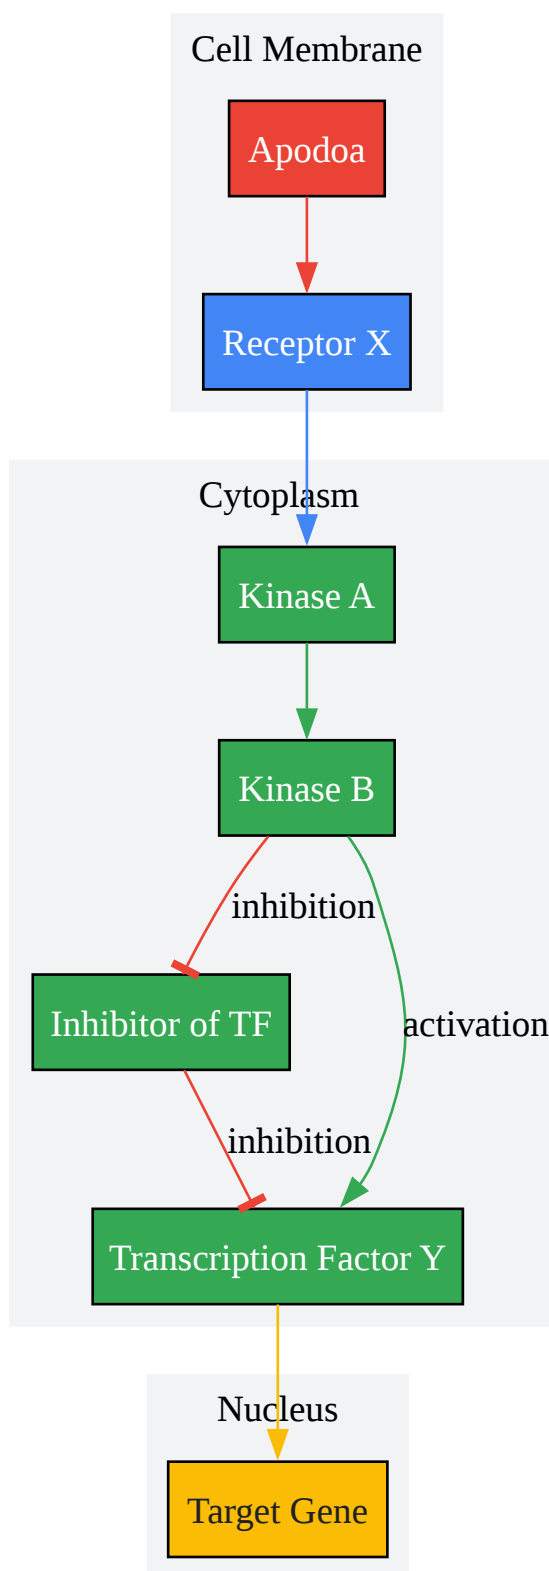 Cell Membrane
Apodoa
Receptor X
Cytoplasm
Kinase A
Kinase B
inhibition
Inhibitor of TF
activation
inhibition
Transcription Factor Y
Nucleus
Target Gene